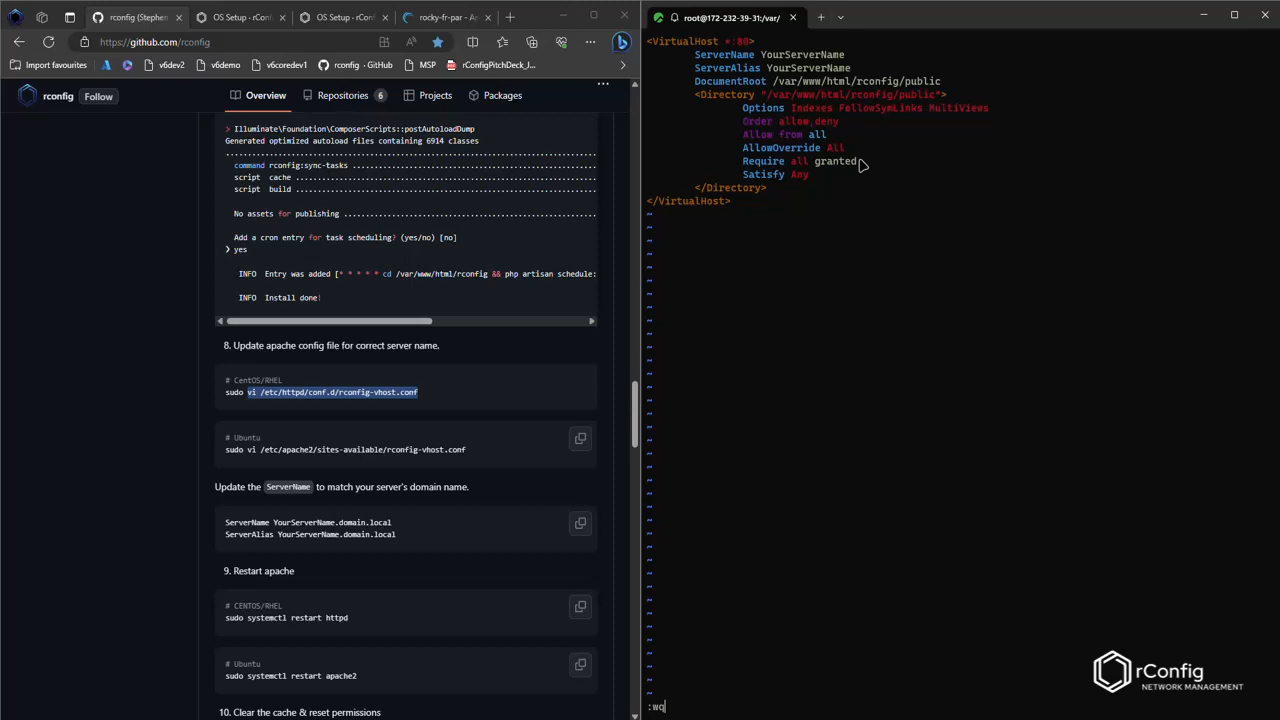 rconfig (Stephen
OS Setup - rConf
OS Setup - rConf
rocky-fr-par - A
https://github.com/rconfig
Import favourites
v6dev2
v6demo
v6coredev1
rconfig - GitHub
MSP
rConfigPitchDeck_J...
rconfig
Follow
Overview
Repositories 6
Projects
Packages
> Illuminate\Foundation\ComposerScripts::postAutoloadDump
Generated optimized autoload files containing 6914 classes
command rconfig:sync-tasks
script cache
script build
No assets for publishing
Add a cron entry for task scheduling? (yes/no) [no]
❯ yes
INFO Entry was added [* * * * * cd /var/www/html/rconfig && php artisan schedule:
INFO Install done!
8. Update apache config file for correct server name.
# CentOS/RHEL
sudo vi /etc/httpd/conf.d/rconfig-vhost.conf
# Ubuntu
sudo vi /etc/apache2/sites-available/rconfig-vhost.conf
Update the ServerName to match your server's domain name.
ServerName YourServerName.domain.local
ServerAlias YourServerName.domain.local
9. Restart apache
# CENTOS/RHEL
sudo systemctl restart httpd
# Ubuntu
sudo systemctl restart apache2
10. Clear the cache & reset permissions
root@172-232-39-31:/var/
<VirtualHost *:80>
ServerName YourServerName
ServerAlias YourServerName
DocumentRoot /var/www/html/rconfig/public
<Directory "/var/www/html/rconfig/public">
Options Indexes FollowSymLinks MultiViews
Order allow,deny
Allow from all
AllowOverride All
Require all granted
Satisfy Any
</Directory>
</VirtualHost>
:wq
rConfig
NETWORK MANAGEMENT